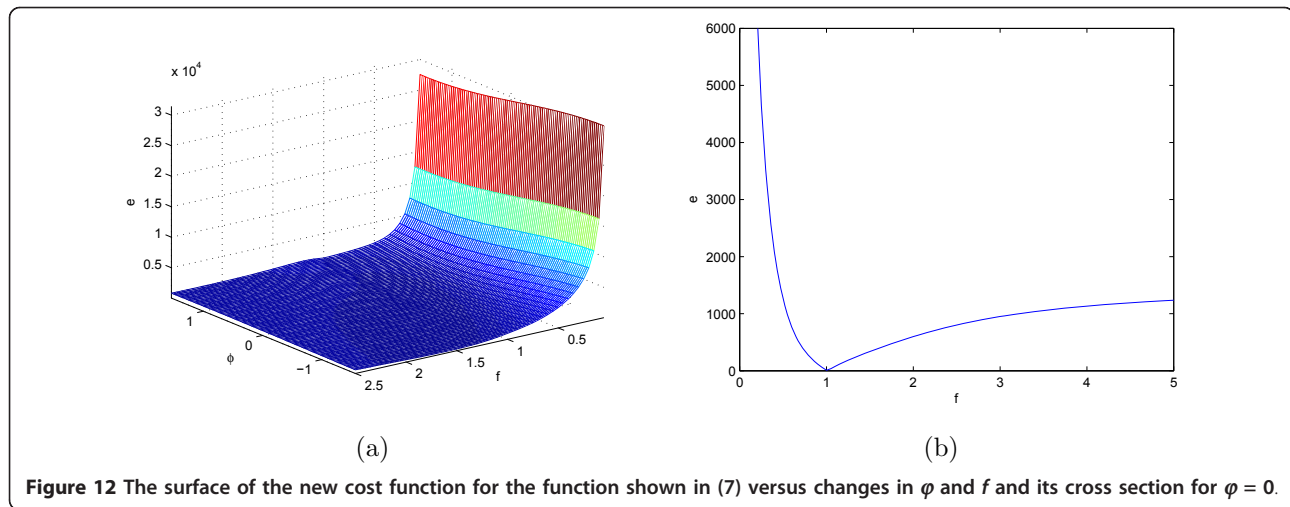 x 10^4
3
2.5
2
1.5
1
0.5
e
1
0
−1
ϕ
2.5
2
1.5
1
0.5
f
(a)
6000
5000
4000
3000
2000
1000
0
e
0 1 2 3 4 5
f
(b)
Figure 12 The surface of the new cost function for the function shown in (7) versus changes in φ and f and its cross section for φ = 0.